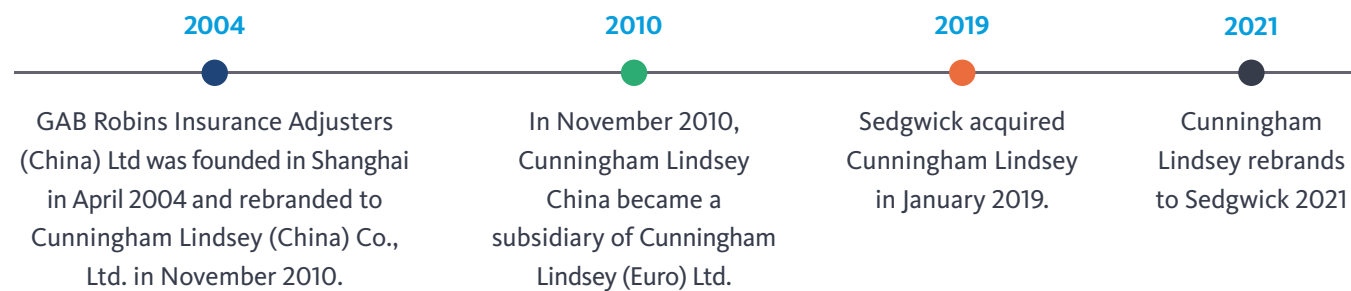 2004
GAB Robins Insurance Adjusters
(China) Ltd was founded in Shanghai
in April 2004 and rebranded to
Cunningham Lindsey (China) Co.,
Ltd. in November 2010.
2010
In November 2010,
Cunningham Lindsey
China became a
subsidiary of Cunningham
Lindsey (Euro) Ltd.
2019
Sedgwick acquired
Cunningham Lindsey
in January 2019.
2021
Cunningham
Lindsey rebrands
to Sedgwick 2021